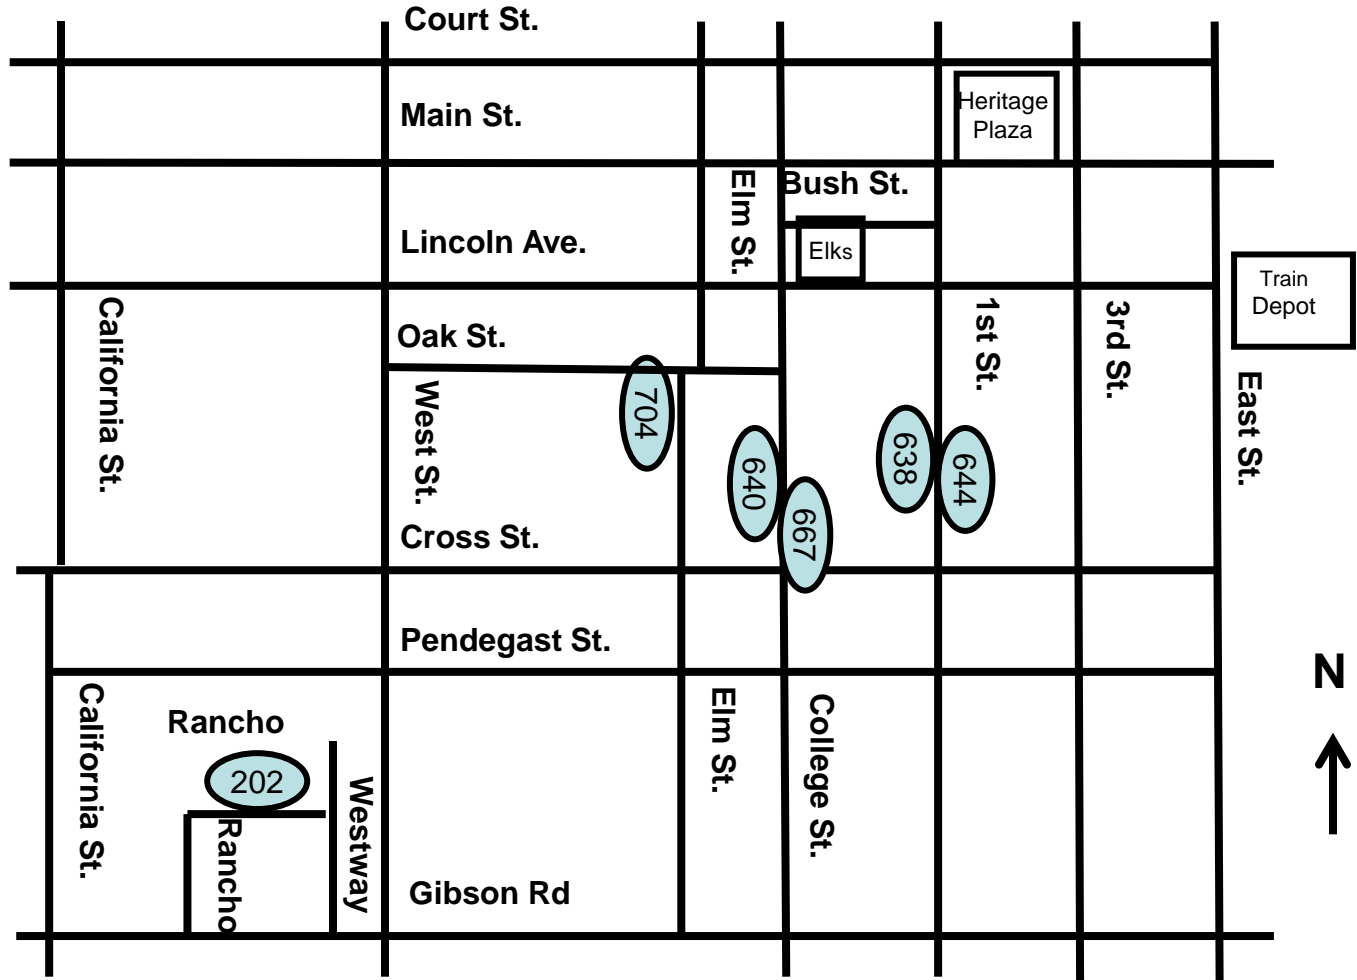 Court St.
Main St.
Heritage
Plaza
Elm St.
Bush St.
Lincoln Ave.
Elks
Train
Depot
California St.
Oak St.
1st St.
3rd St.
West St.
704
640
667
638
644
East St.
Cross St.
Pendegast St.
N
California St.
Rancho
202
Rancho
Westway
Elm St.
College St.
Gibson Rd